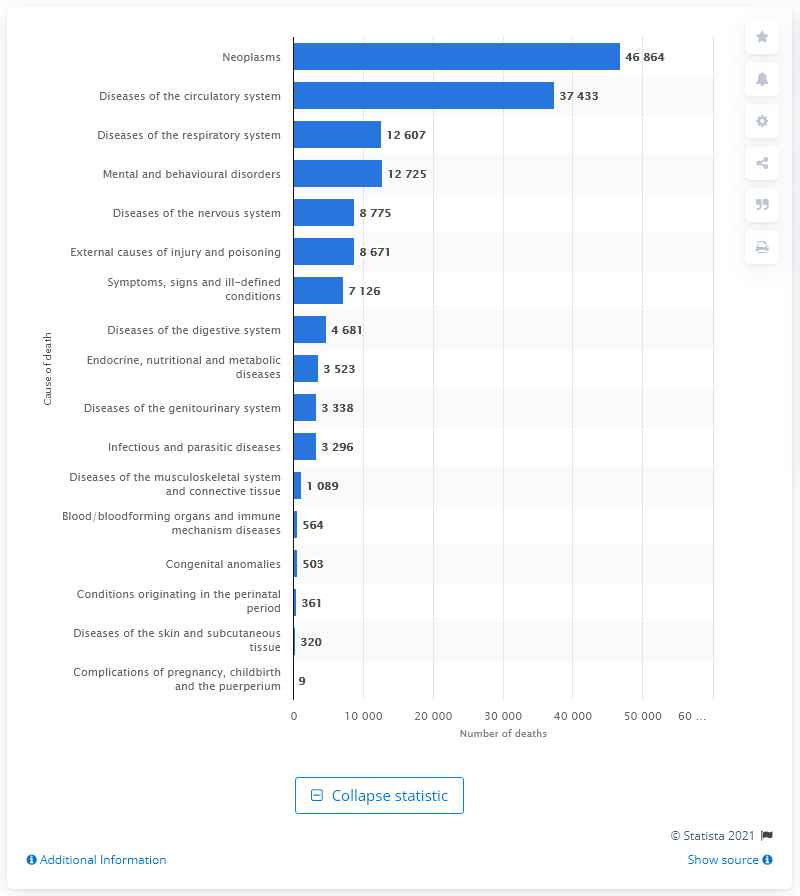 Neoplasms 46 864
Diseases of the circulatory system 37 433
Diseases of the respiratory system 12 607
Mental and behavioural disorders 12 725
Diseases of the nervous system 8 775
External causes of injury and poisoning 8 671
Symptoms, signs and ill-defined
conditions 7 126
Diseases of the digestive system 4 681
Cause of death
Endocrine, nutritional and metabolic
diseases 3 523
Diseases of the genitourinary system 3 338
Infectious and parasitic diseases 3 296
Diseases of the musculoskeletal system
and connective tissue 1 089
Blood/bloodforming organs and immune
mechanism diseases 564
Congenital anomalies 503
Conditions originating in the perinatal
period 361
Diseases of the skin and subcutaneous
tissue 320
Complications of pregnancy, childbirth
and the puerperium 9
0 10 000 20 000 30 000 40 000 50 000 60 ...
Number of deaths
Collapse statistic
© Statista 2021
Additional Information Show source